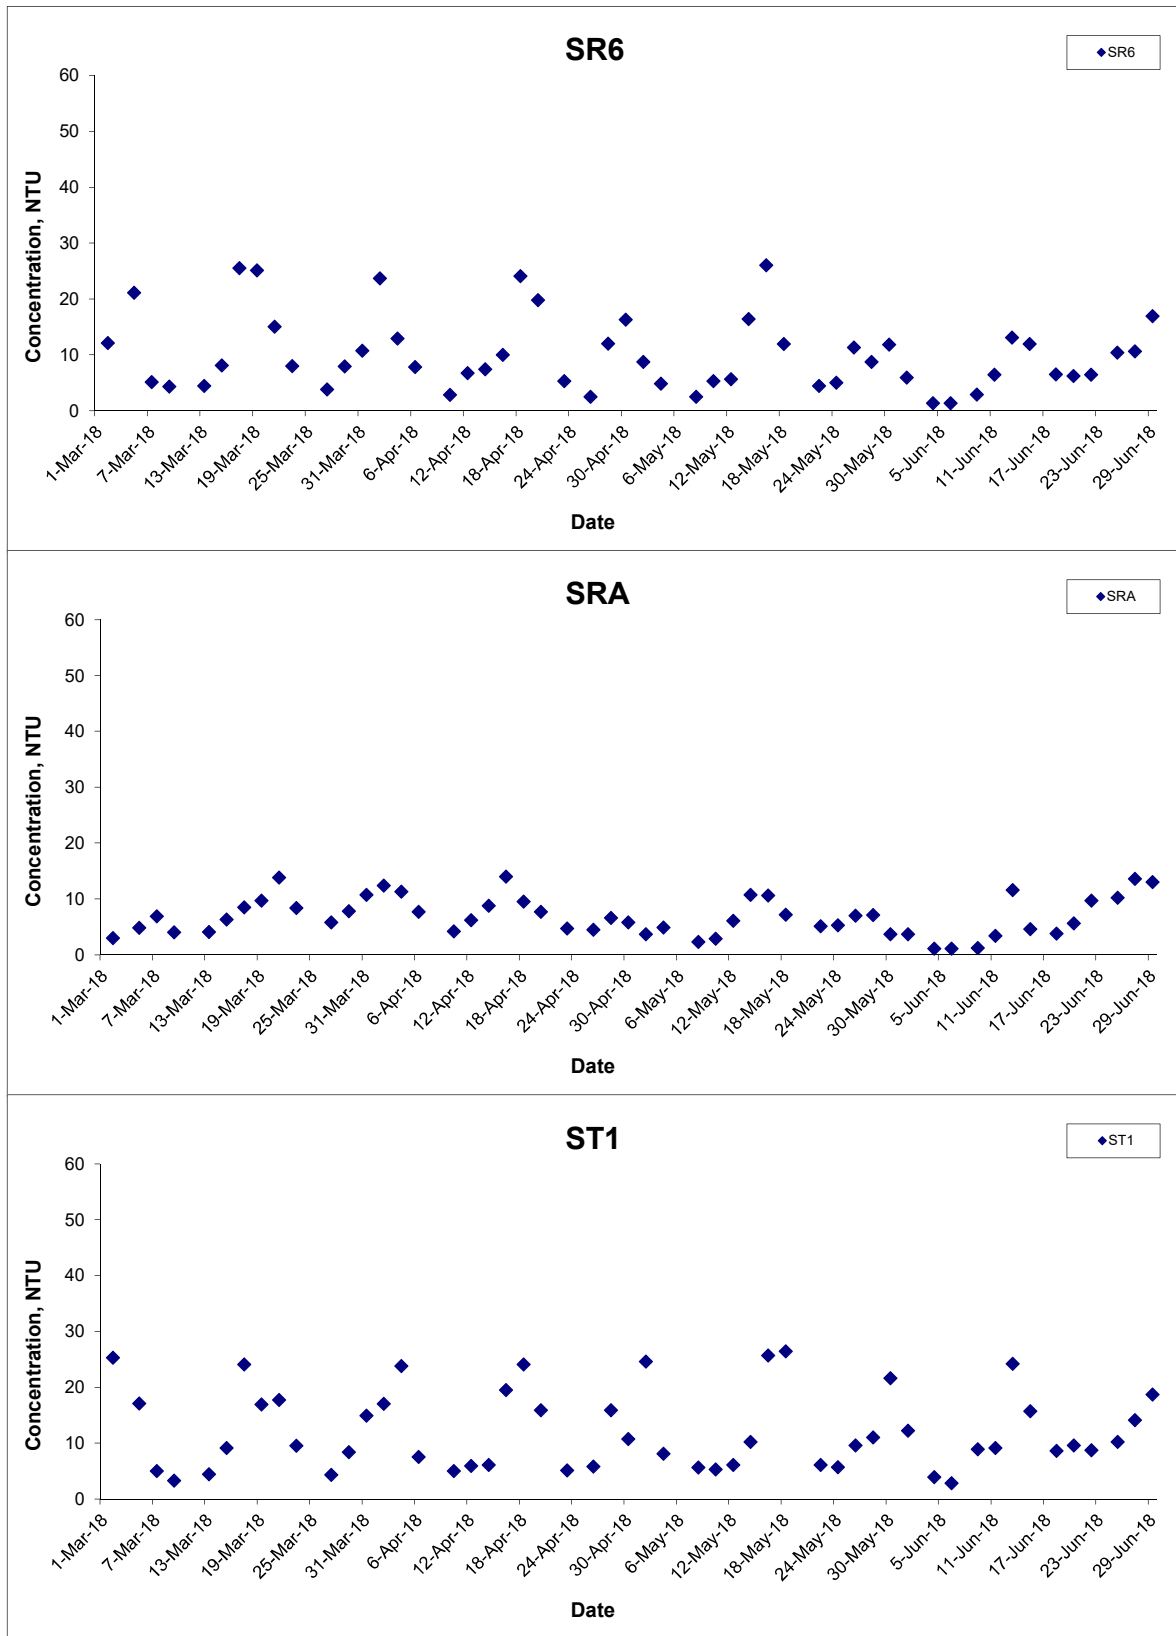 SR6
SR6
60
50
40
30
20
10
0
Concentration, NTU
1-Mar-18
7-Mar-18
13-Mar-18
19-Mar-18
25-Mar-18
31-Mar-18
6-Apr-18
12-Apr-18
18-Apr-18
24-Apr-18
30-Apr-18
6-May-18
12-May-18
18-May-18
24-May-18
30-May-18
5-Jun-18
11-Jun-18
17-Jun-18
23-Jun-18
29-Jun-18
Date
SRA
SRA
60
50
40
30
20
10
0
Concentration, NTU
1-Mar-18
7-Mar-18
13-Mar-18
19-Mar-18
25-Mar-18
31-Mar-18
6-Apr-18
12-Apr-18
18-Apr-18
24-Apr-18
30-Apr-18
6-May-18
12-May-18
18-May-18
24-May-18
30-May-18
5-Jun-18
11-Jun-18
17-Jun-18
23-Jun-18
29-Jun-18
Date
ST1
ST1
60
50
40
30
20
10
0
Concentration, NTU
1-Mar-18
7-Mar-18
13-Mar-18
19-Mar-18
25-Mar-18
31-Mar-18
6-Apr-18
12-Apr-18
18-Apr-18
24-Apr-18
30-Apr-18
6-May-18
12-May-18
18-May-18
24-May-18
30-May-18
5-Jun-18
11-Jun-18
17-Jun-18
23-Jun-18
29-Jun-18
Date